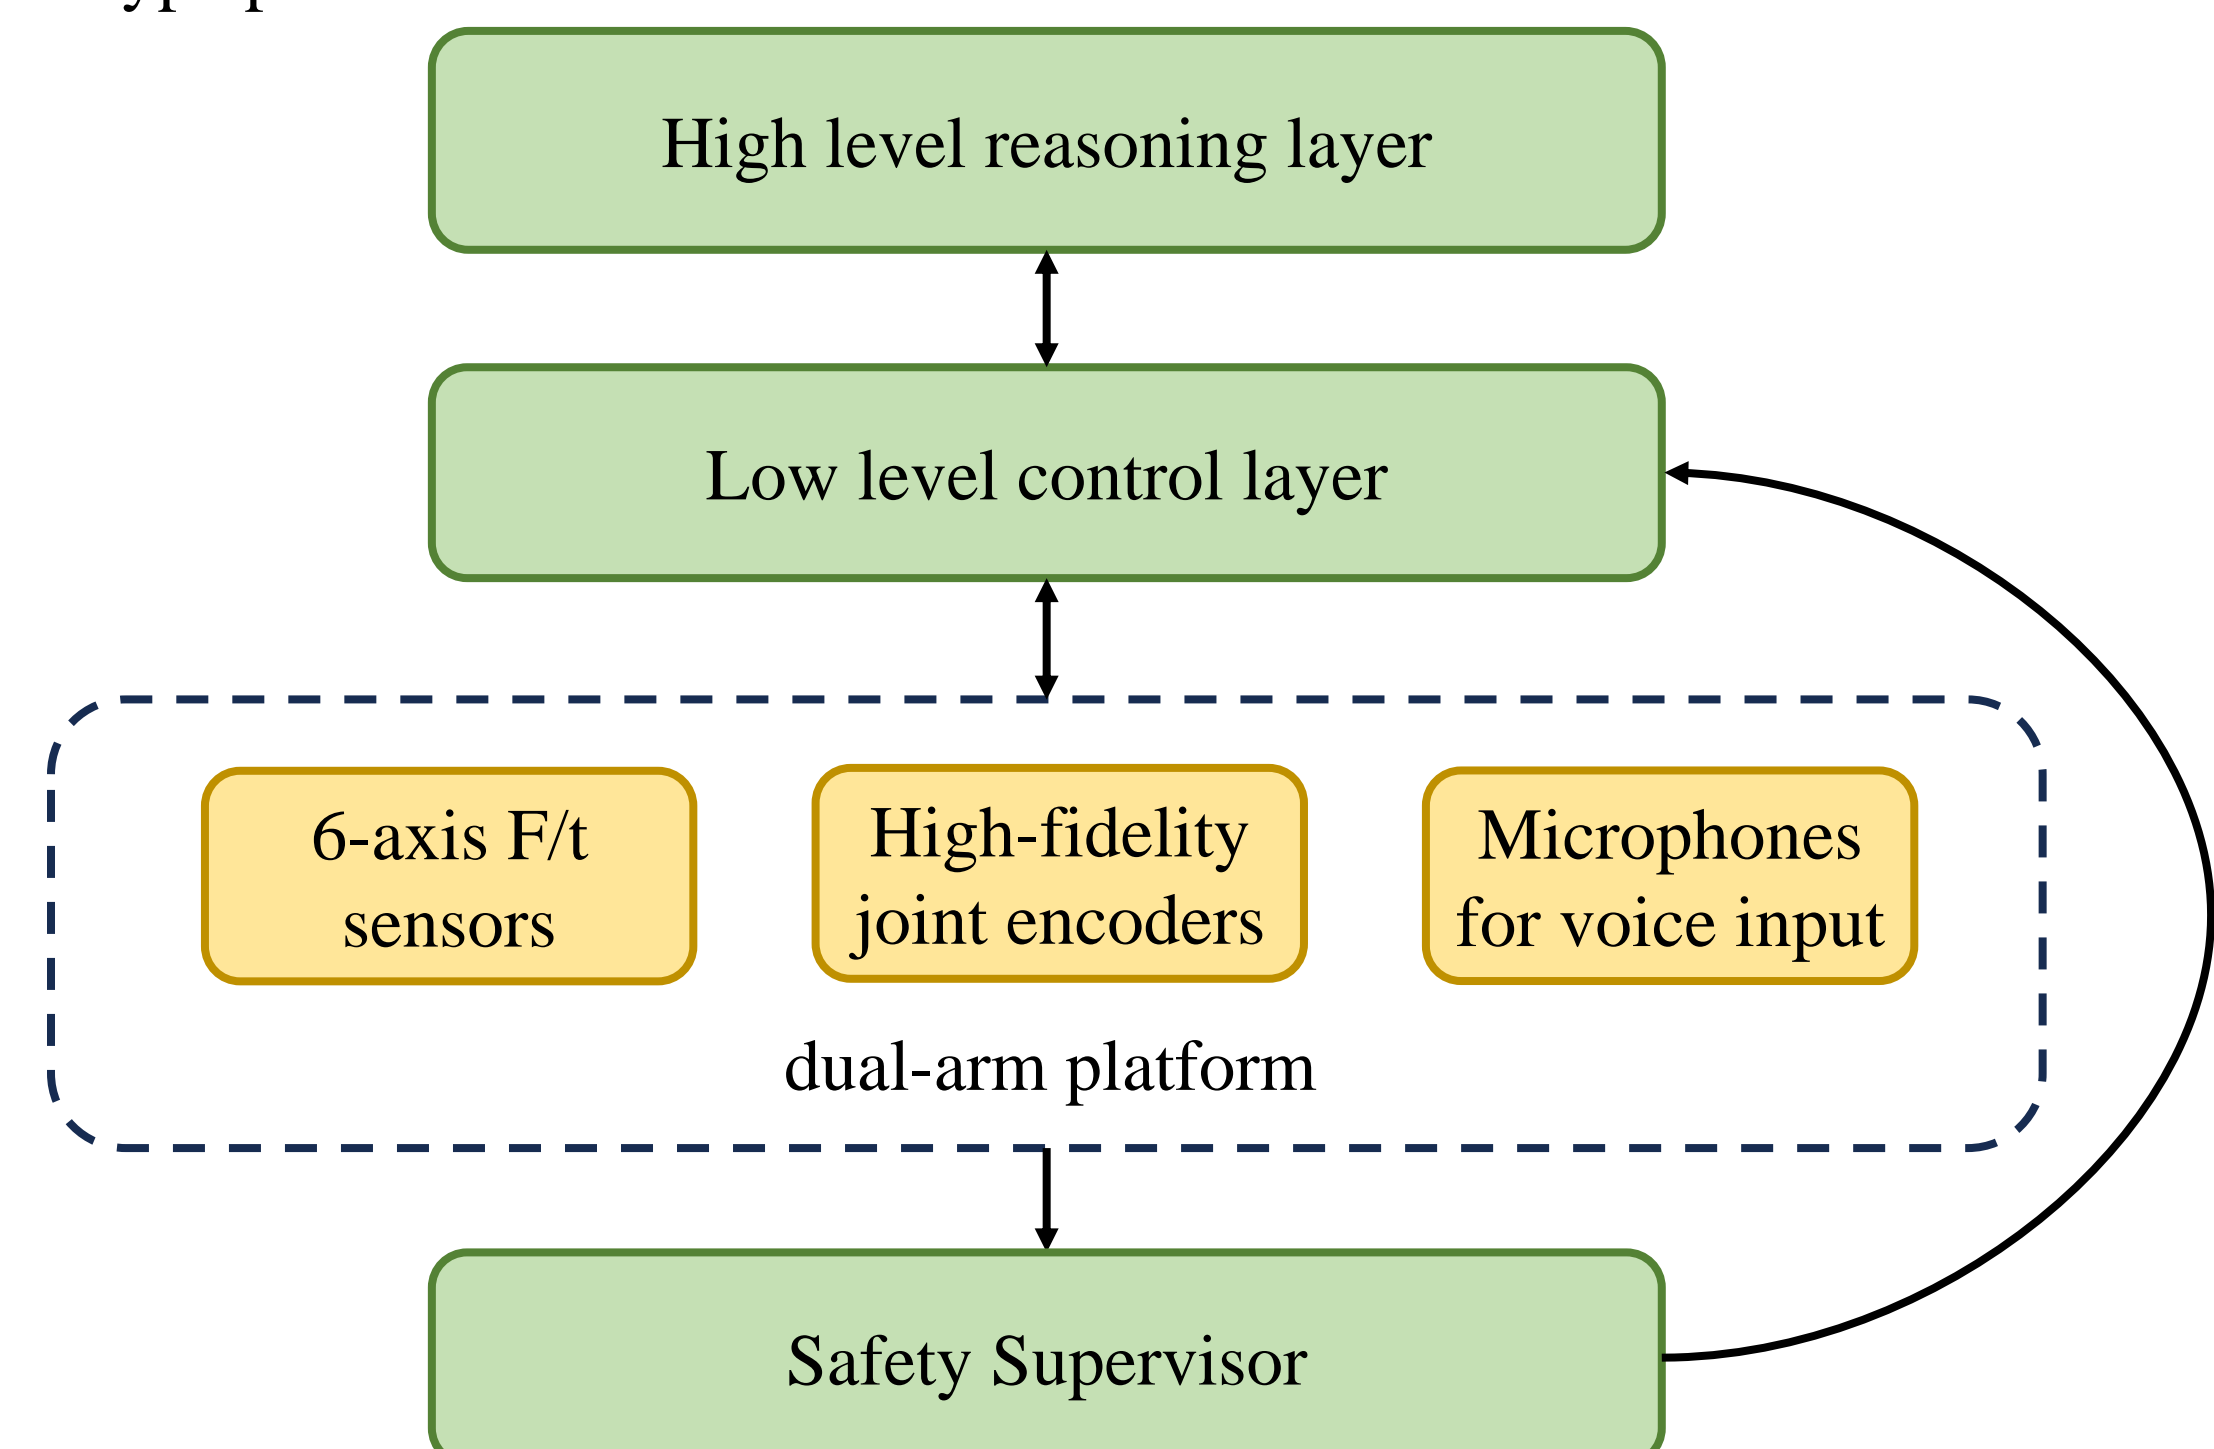 High level reasoning layer
Low level control layer
6-axis F/t
sensors
High-fidelity
joint encoders
Microphones
for voice input
dual-arm platform
Safety Supervisor